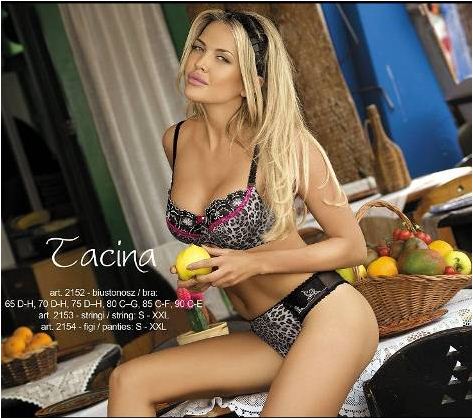 Tacina
art. 2152 - biustonosz / bra:
65 D-H, 70 D-H, 75 D-H, 80 C-G, 85 C-F, 90 C-E
art. 2153 - stringi / string: S - XXL
art. 2154 - figi / panties: S - XXL